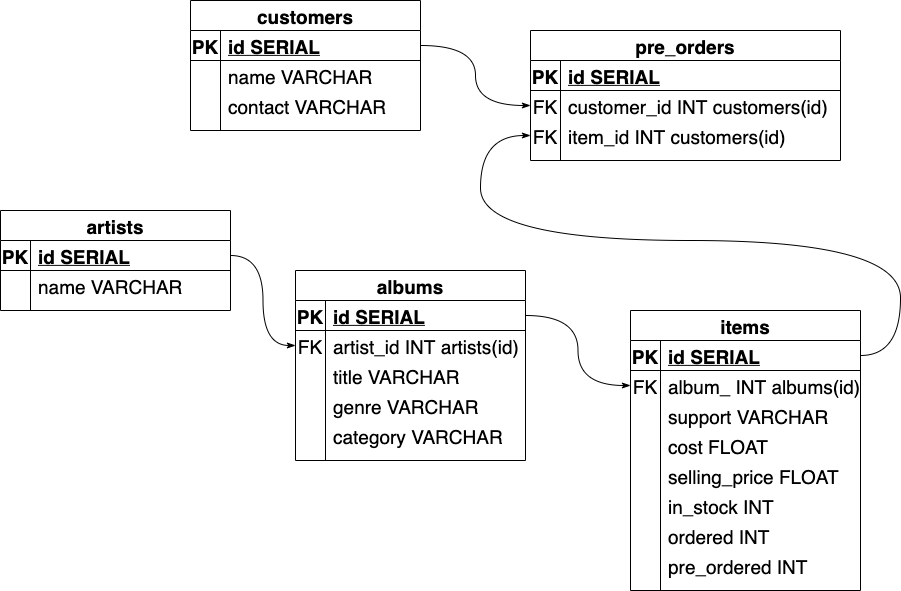 customers
PK id SERIAL
name VARCHAR
contact VARCHAR
pre_orders
PK id SERIAL
FK customer_id INT customers(id)
FK item_id INT customers(id)
artists
PK id SERIAL
name VARCHAR
albums
PK id SERIAL
FK artist_id INT artists(id)
title VARCHAR
genre VARCHAR
category VARCHAR
items
PK id SERIAL
FK album_ INT albums(id)
support VARCHAR
cost FLOAT
selling_price FLOAT
in_stock INT
ordered INT
pre_ordered INT